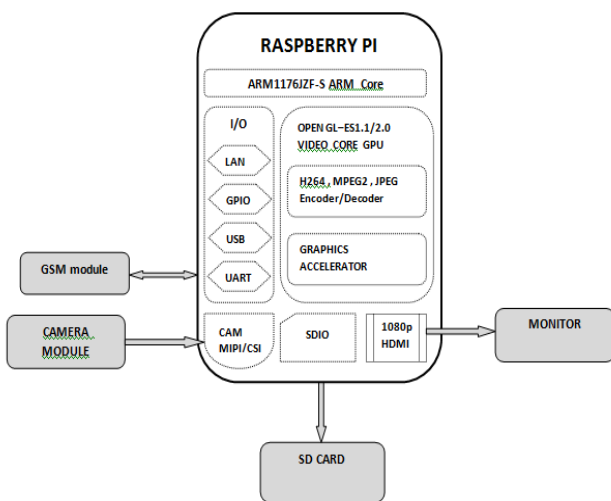 RASPBERRY PI
ARM1176JZF-S ARM Core
I/O
LAN
GPIO
USB
UART
OPEN GL–ES1.1/2.0
VIDEO CORE GPU
H264 , MPEG2 , JPEG
Encoder/Decoder
GRAPHICS
ACCELERATOR
GSM module
CAMERA
MODULE
CAM
MIPI/CSI
SDIO
1080p
HDMI
MONITOR
SD CARD